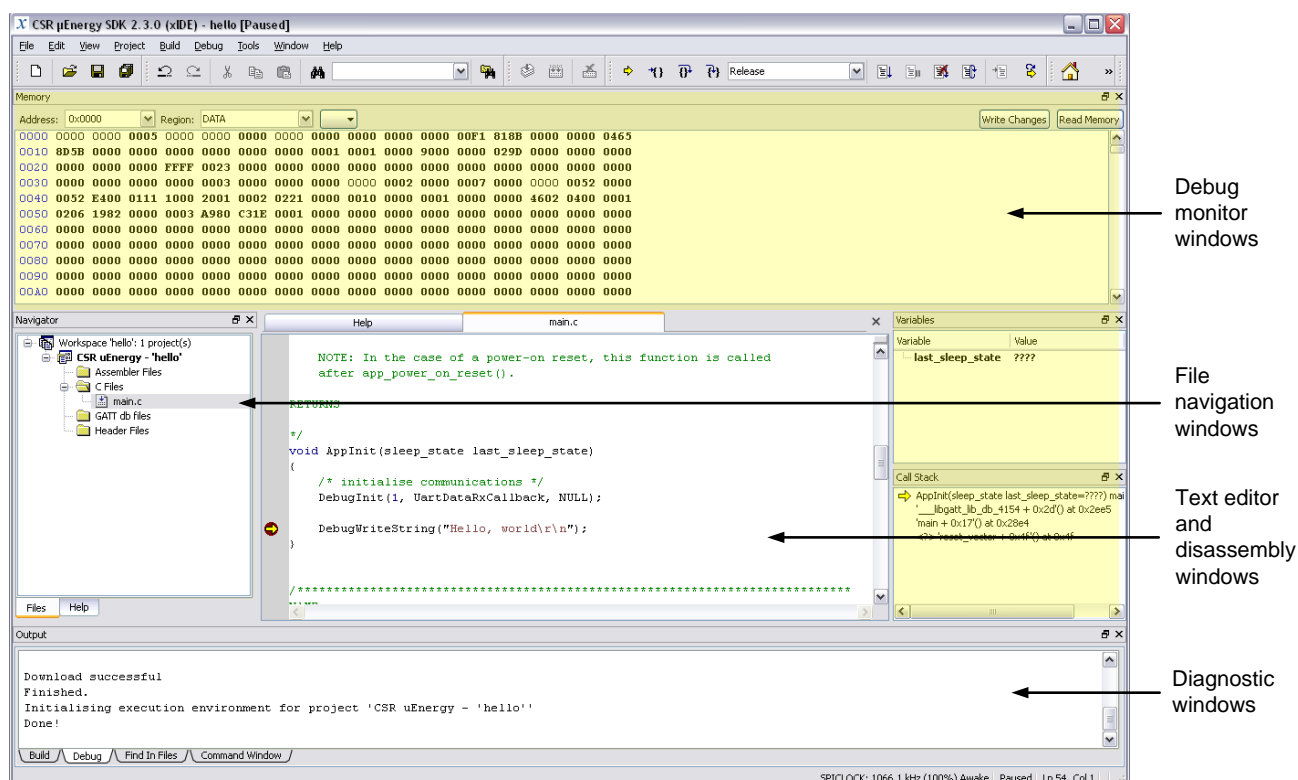 CSR µEnergy SDK 2.3.0 (xIDE) - hello [Paused]
File Edit View Project Build Debug Tools Window Help
Release
Memory
Address: 0x0000 Region: DATA Write Changes Read Memory
0000 0000 0000 0005 0000 0000 0000 0000 0000 0000 0000 0000 00F1 818B 0000 0000 0465
0010 8D5B 0000 0000 0000 0000 0000 0000 0001 0001 0000 9000 0000 029D 0000 0000 0000
0020 0000 0000 0000 FFFF 0023 0000 0000 0000 0000 0000 0000 0000 0000 0000 0000 0000
0030 0000 0000 0000 0000 0003 0000 0000 0000 0000 0002 0000 0007 0000 0000 0052 0000
0040 0052 E400 0111 1000 2001 0002 0221 0000 0010 0000 0001 0000 0000 4602 0400 0001
0050 0206 1982 0000 0003 A980 C31E 0001 0000 0000 0000 0000 0000 0000 0000 0000 0000
0060 0000 0000 0000 0000 0000 0000 0000 0000 0000 0000 0000 0000 0000 0000 0000 0000
0070 0000 0000 0000 0000 0000 0000 0000 0000 0000 0000 0000 0000 0000 0000 0000 0000
0080 0000 0000 0000 0000 0000 0000 0000 0000 0000 0000 0000 0000 0000 0000 0000 0000
0090 0000 0000 0000 0000 0000 0000 0000 0000 0000 0000 0000 0000 0000 0000 0000 0000
00A0 0000 0000 0000 0000 0000 0000 0000 0000 0000 0000 0000 0000 0000 0000 0000 0000
Debug
monitor
windows
Navigator
Workspace 'hello': 1 project(s)
CSR uEnergy - 'hello'
Assembler Files
C Files
main.c
GATT db files
Header Files
Files Help
Help main.c
NOTE: In the case of a power-on reset, this function is called
after app_power_on_reset().
RETURNS
*/
void AppInit(sleep_state last_sleep_state)
{
/* initialise communications */
DebugInit(1, UartDataRxCallback, NULL);
DebugWriteString("Hello, world\r\n");
}
/****************************************************************************
Variables
Variable Value
last_sleep_state ????
Call Stack
AppInit(sleep_state last_sleep_state=????) mai
'___libgatt_lib_db_4154 + 0x2d'() at 0x2ee5
'main + 0x17'() at 0x28e4
<?> 'reset_vector + 0x4f'() at 0x4f
File
navigation
windows
Text editor
and
disassembly
windows
Output
Download successful
Finished.
Initialising execution environment for project 'CSR uEnergy - 'hello''
Done!
Build Debug Find In Files Command Window
SPICLOCK: 1066.1 kHz (100%) Awake Paused Ln 54, Col 1
Diagnostic
windows